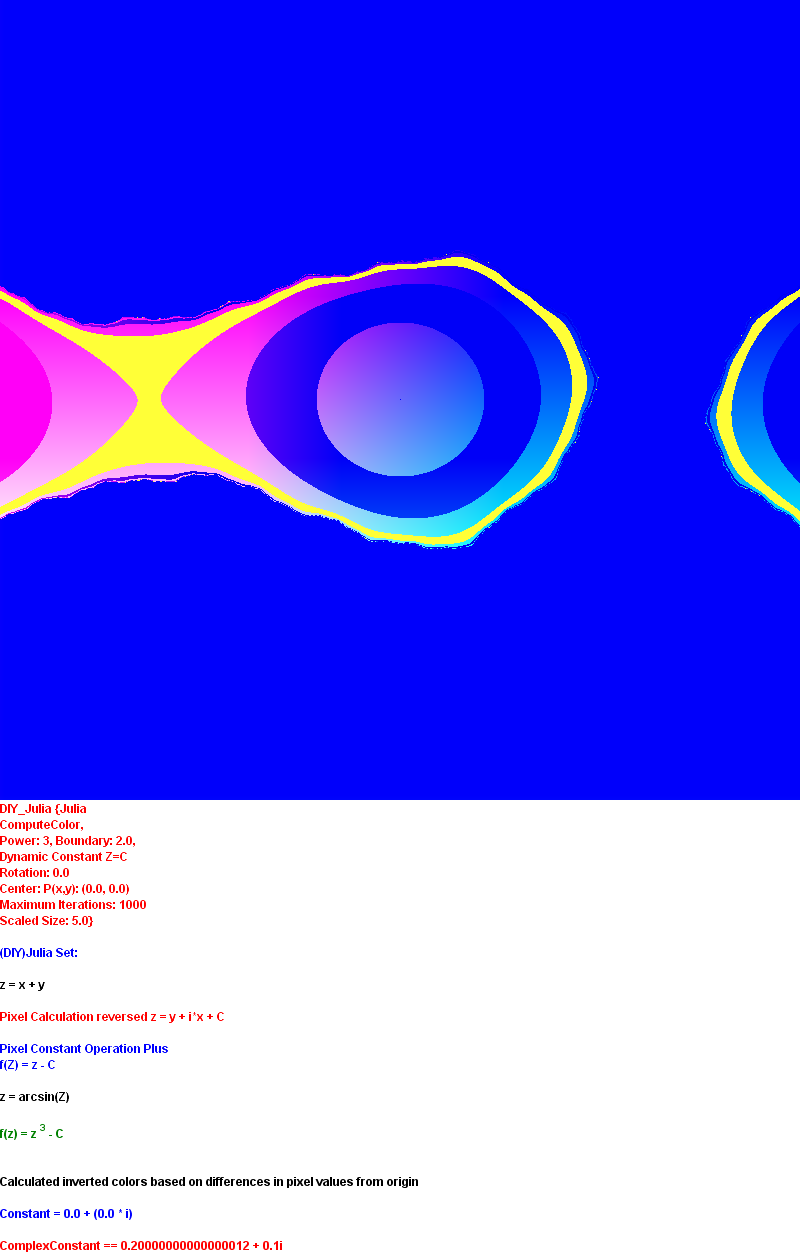 DIY_Julia {Julia
ComputeColor,
Power: 3, Boundary: 2.0,
Dynamic Constant Z=C
Rotation: 0.0
Center: P(x,y): (0.0, 0.0)
Maximum Iterations: 1000
Scaled Size: 5.0}
(DIY)Julia Set:
z = x + y
Pixel Calculation reversed z = y + i*x + C
Pixel Constant Operation Plus
f(Z) = z - C
z = arcsin(Z)
f(z) = z ³ - C
Calculated inverted colors based on differences in pixel values from origin
Constant = 0.0 + (0.0 * i)
ComplexConstant == 0.20000000000000012 + 0.1i